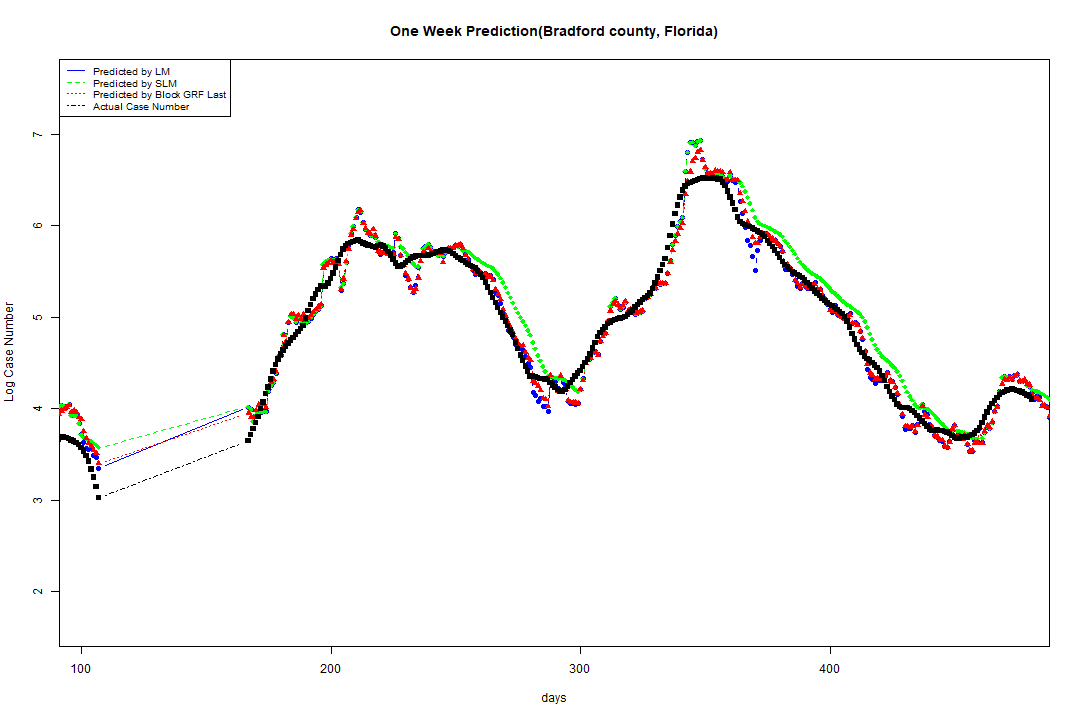 One Week Prediction(Bradford county, Florida)
Predicted by LM
Predicted by SLM
Predicted by Block GRF Last
Actual Case Number
7
6
5
4
3
2
Log Case Number
100 200 300 400
days